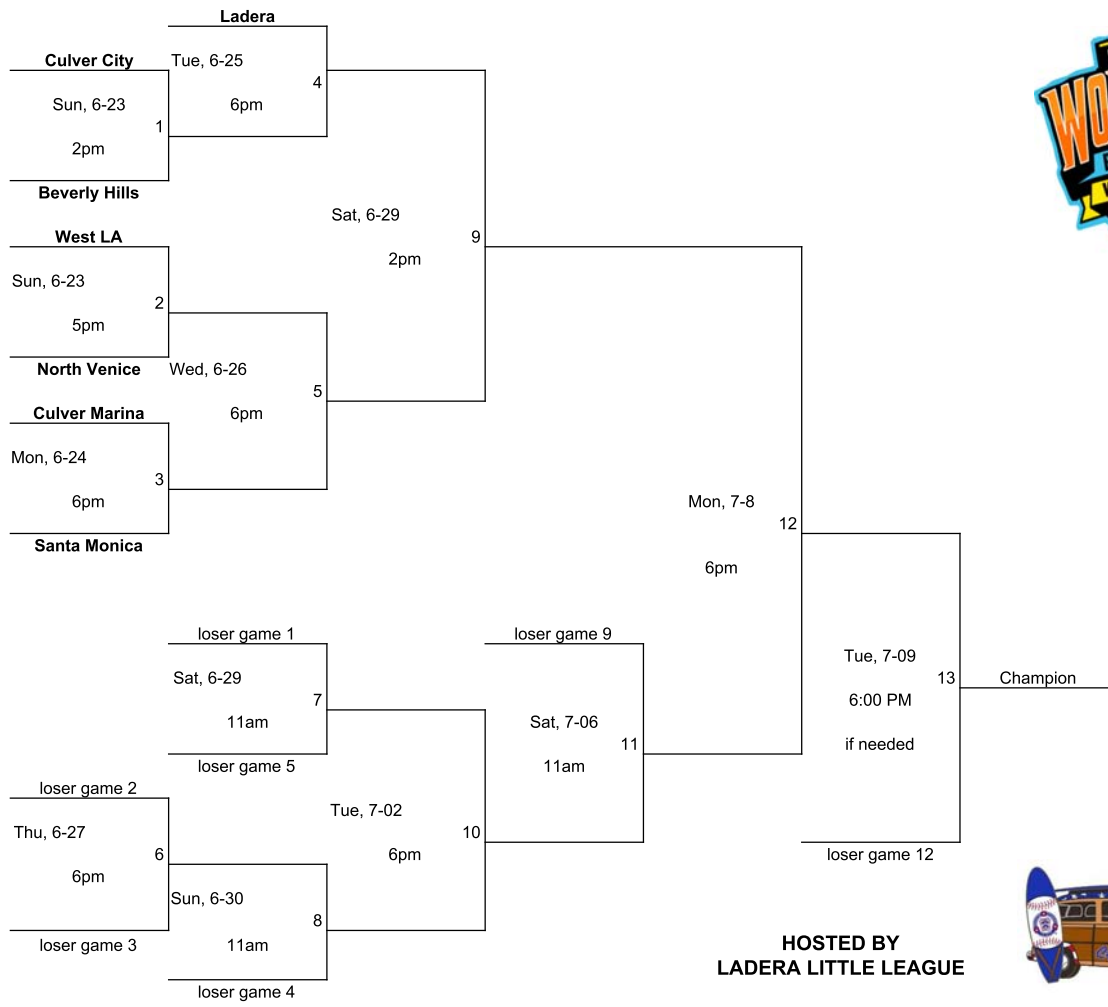 Ladera
Culver City
Tue, 6-25
4
Sun, 6-23
6pm
1
2pm
Beverly Hills
Sat, 6-29
9
West LA
2pm
Sun, 6-23
2
5pm
North Venice
Wed, 6-26
5
Culver Marina
6pm
Mon, 6-24
3
6pm
Santa Monica
Mon, 7-8
12
6pm
loser game 1
loser game 9
Sat, 6-29
7
11am
loser game 5
Sat, 7-06
11
11am
Tue, 7-09
13
Champion
6:00 PM
if needed
loser game 2
Thu, 6-27
6
6pm
Tue, 7-02
10
6pm
loser game 12
Sun, 6-30
8
loser game 3
11am
loser game 4
HOSTED BY
LADERA LITTLE LEAGUE
WO